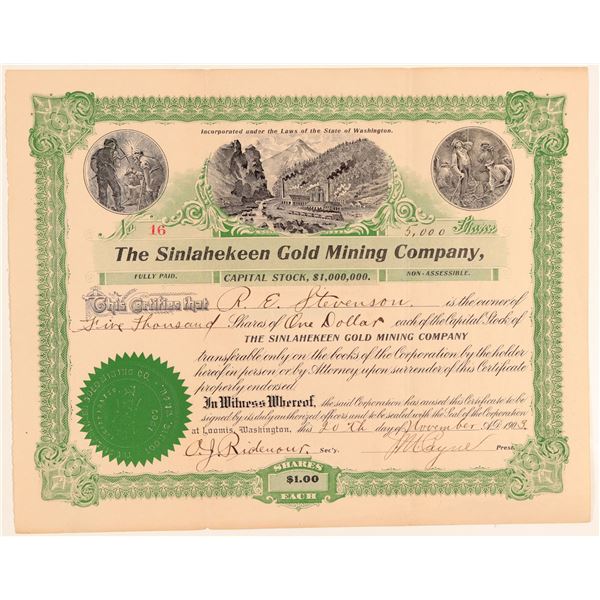 Incorporated under the Laws of the State of Washington.
No 16 5,000 Shares
The Sinlahekeen Gold Mining Company,
FULLY PAID. CAPITAL STOCK, $1,000,000. NON-ASSESSIBLE.
This Certifies that R. E. Stevenson is the owner of
Five Thousand Shares of One Dollar each of the Capital Stock of
THE SINLAHEKEEN GOLD MINING COMPANY
transferable only on the books of the Corporation by the holder
hereof in person or by Attorney upon surrender of this Certificate
properly endorsed.
In Witness Whereof, the said Corporation has caused this Certificate to be
signed by its duly authorized officers and to be sealed with the Seal of the Corporation
at Loomis, Washington, this 20th day of November A.D. 1903.
O.J. Ridenour. Sec'y. Payne Prest.
SHARES
$1.00
EACH